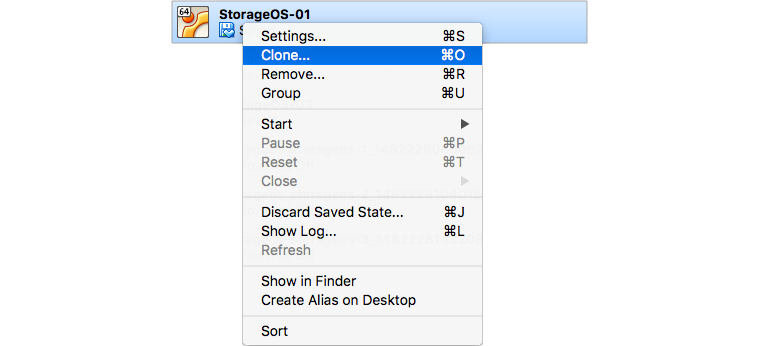 64
StorageOS-01
S
Settings... ⌘S
Clone... ⌘O
Remove... ⌘R
Group ⌘U
Start
Pause ⌘P
Reset ⌘T
Close
Discard Saved State... ⌘J
Show Log... ⌘L
Refresh
Show in Finder
Create Alias on Desktop
Sort